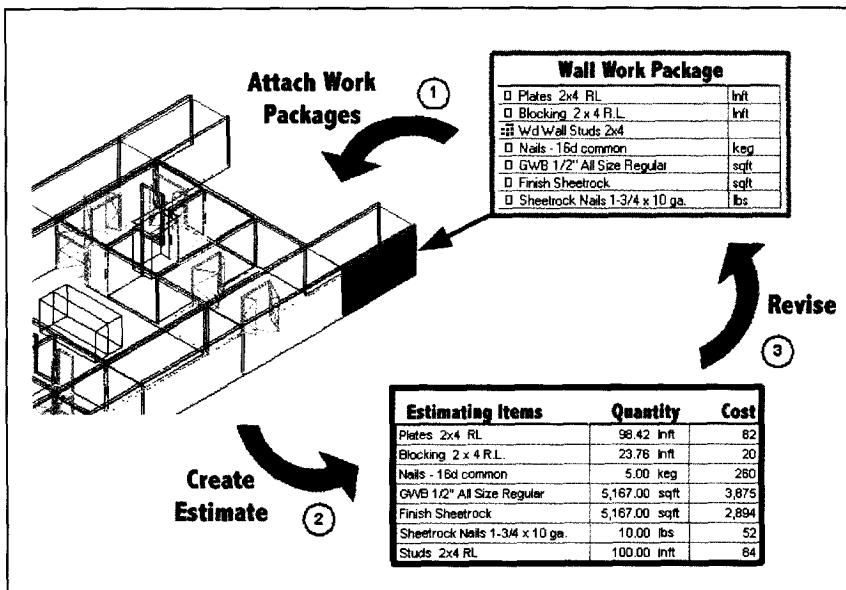 Attach Work
Packages
1
Wall Work Package
Plates 2x4 RL lnft
Blocking 2 x 4 R.L. lnft
Wd Wall Studs 2x4
Nails - 16d common keg
GWB 1/2" All Size Regular sqft
Finish Sheetrock sqft
Sheetrock Nails 1-3/4 x 10 ga. lbs
Revise
3
Create
Estimate
2
Estimating Items Quantity Cost
Plates 2x4 RL 98.42 lnft 82
Blocking 2 x 4 R.L. 23.76 lnft 20
Nails - 16d common 5.00 keg 260
GWB 1/2" All Size Regular 5,167.00 sqft 3,875
Finish Sheetrock 5,167.00 sqft 2,894
Sheetrock Nails 1-3/4 x 10 ga. 10.00 lbs 52
Studs 2x4 RL 100.00 lnft 84